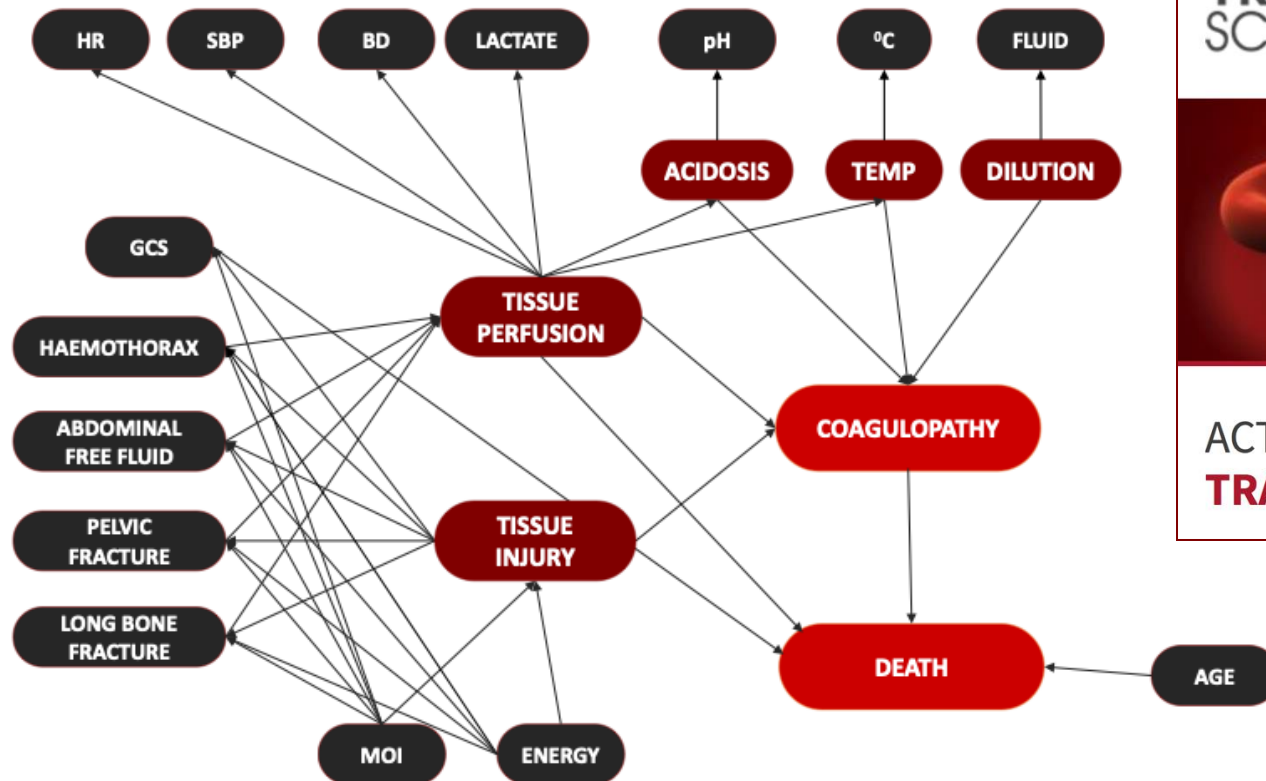 HR
SBP
BD
LACTATE
pH
⁰C
FLUID
SC
ACIDOSIS
TEMP
DILUTION
GCS
TISSUE
PERFUSION
HAEMOTHORAX
ABDOMINAL
FREE FLUID
COAGULOPATHY
ACT
TRA
PELVIC
FRACTURE
TISSUE
INJURY
LONG BONE
FRACTURE
DEATH
AGE
MOI
ENERGY